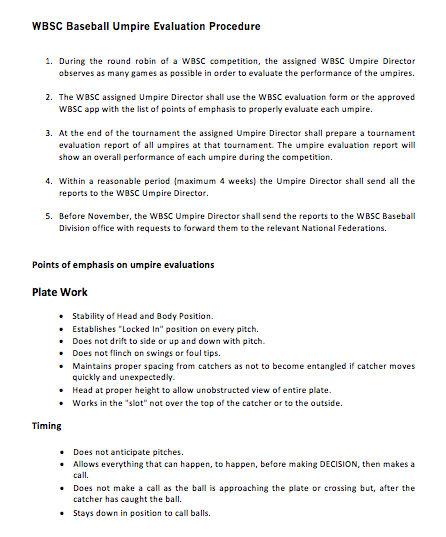 WBSC Baseball Umpire Evaluation Procedure
1. During the round robin of a WBSC competition, the assigned WBSC Umpire Director
observes as many games as possible in order to evaluate the performance of the umpires.
2. The WBSC assigned Umpire Director shall use the WBSC evaluation form or the approved
WBSC app with the list of points of emphasis to properly evaluate each umpire.
3. At the end of the tournament the assigned Umpire Director shall prepare a tournament
evaluation report of all umpires at that tournament. The umpire evaluation report will
show an overall performance of each umpire during the competition.
4. Within a reasonable period (maximum 4 weeks) the Umpire Director shall send all the
reports to the WBSC Umpire Director.
5. Before November, the WBSC Umpire Director shall send the reports to the WBSC Baseball
Division office with requests to forward them to the relevant National Federations.
Points of emphasis on umpire evaluations
Plate Work
• Stability of Head and Body Position.
• Establishes "Locked In" position on every pitch.
• Does not drift to side or up and down with pitch.
• Does not flinch on swings or foul tips.
• Maintains proper spacing from catchers as not to become entangled if catcher moves
quickly and unexpectedly.
• Head at proper height to allow unobstructed view of entire plate.
• Works in the "slot" not over the top of the catcher or to the outside.
Timing
• Does not anticipate pitches.
• Allows everything that can happen, to happen, before making DECISION, then makes a
call.
• Does not make a call as the ball is approaching the plate or crossing but, after the
catcher has caught the ball.
• Stays down in position to call balls.